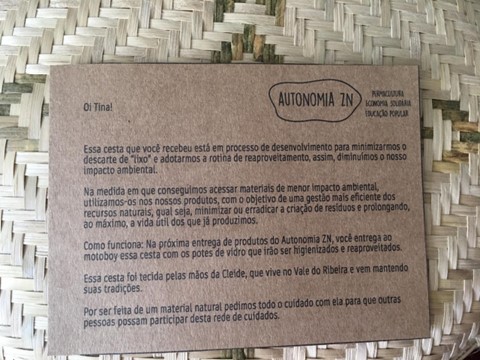 Oi Tina!
AUTONOMIA ZN
PERMACULTURA
ECONOMIA SOLIDÁRIA
EDUCAÇÃO POPULAR
Essa cesta que você recebeu está em processo de desenvolvimento para minimizarmos o
descarte de "lixo" e adotarmos a rotina de reaproveitamento, assim, diminuímos o nosso
impacto ambiental.
Na medida em que conseguimos acessar materiais de menor impacto ambiental,
utilizamos-os nos nossos produtos, com o objetivo de uma gestão mais eficiente dos
recursos naturais, qual seja, minimizar ou erradicar a criação de resíduos e prolongando,
ao máximo, a vida útil dos que já produzimos.
Como funciona: Na próxima entrega de produtos do Autonomia ZN, você entrega ao
motoboy essa cesta com os potes de vidro que irão ser higienizados e reaproveitados.
Essa cesta foi tecida pelas mãos da Cleide, que vive no Vale do Ribeira e vem mantendo
suas tradições.
Por ser feita de um material natural pedimos todo o cuidado com ela para que outras
pessoas possam participar desta rede de cuidados.